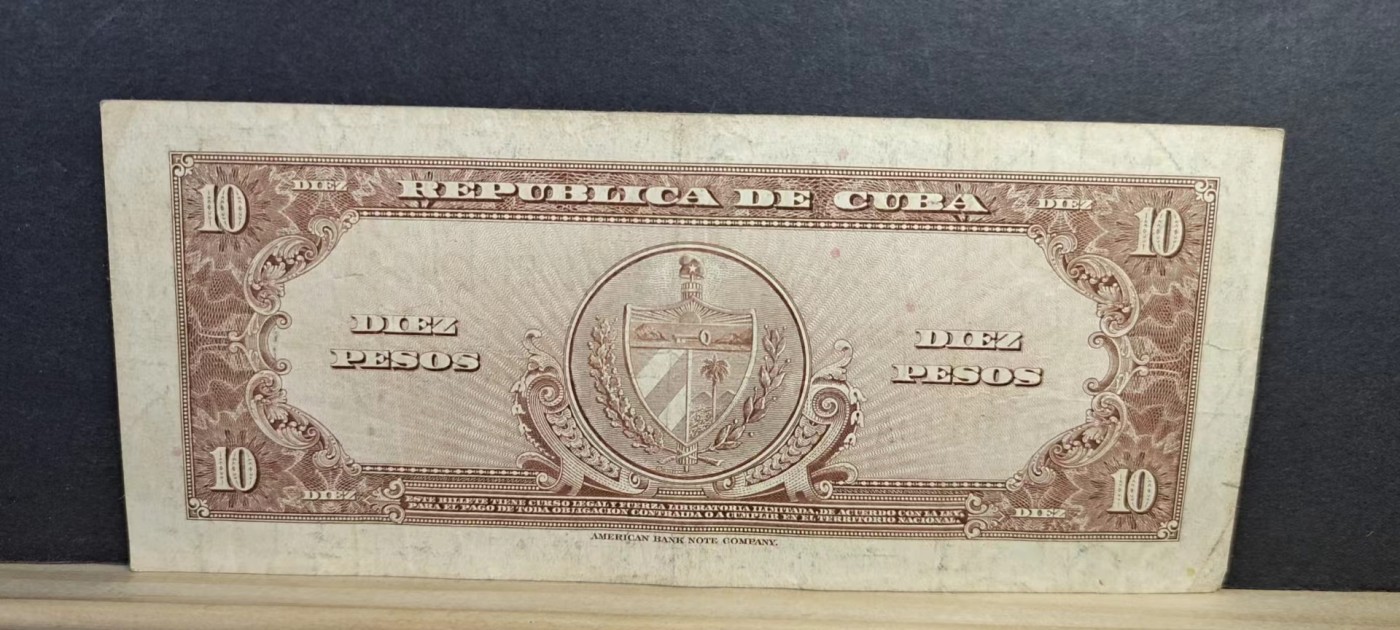 10 DIEZ REPUBLICA DE CUBA DIEZ 10
DIEZ
PESOS
DIEZ
PESOS
10 DIEZ DIEZ 10
ESTE BILLETE TIENE CURSO LEGAL Y FUERZA LIBERATORIA ILIMITADA, DE ACUERDO CON LA LEY,
PARA EL PAGO DE TODA OBLIGACION CONTRAIDA O A CUMPLIR EN EL TERRITORIO NACIONAL.
AMERICAN BANK NOTE COMPANY.